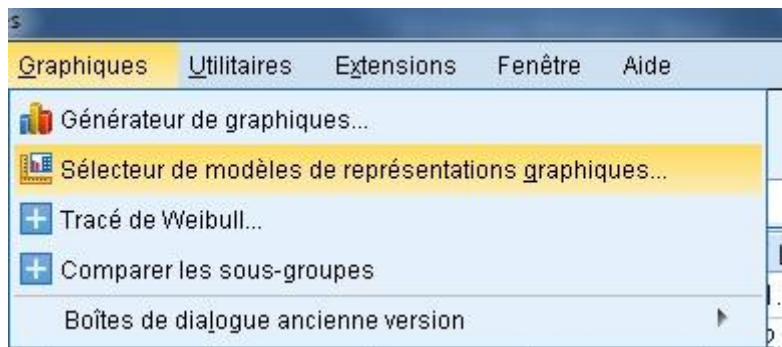 s
Graphiques Utilitaires Extensions Fenêtre Aide
Générateur de graphiques...
Sélecteur de modèles de représentations graphiques...
Tracé de Weibull...
Comparer les sous-groupes
Boîtes de dialogue ancienne version